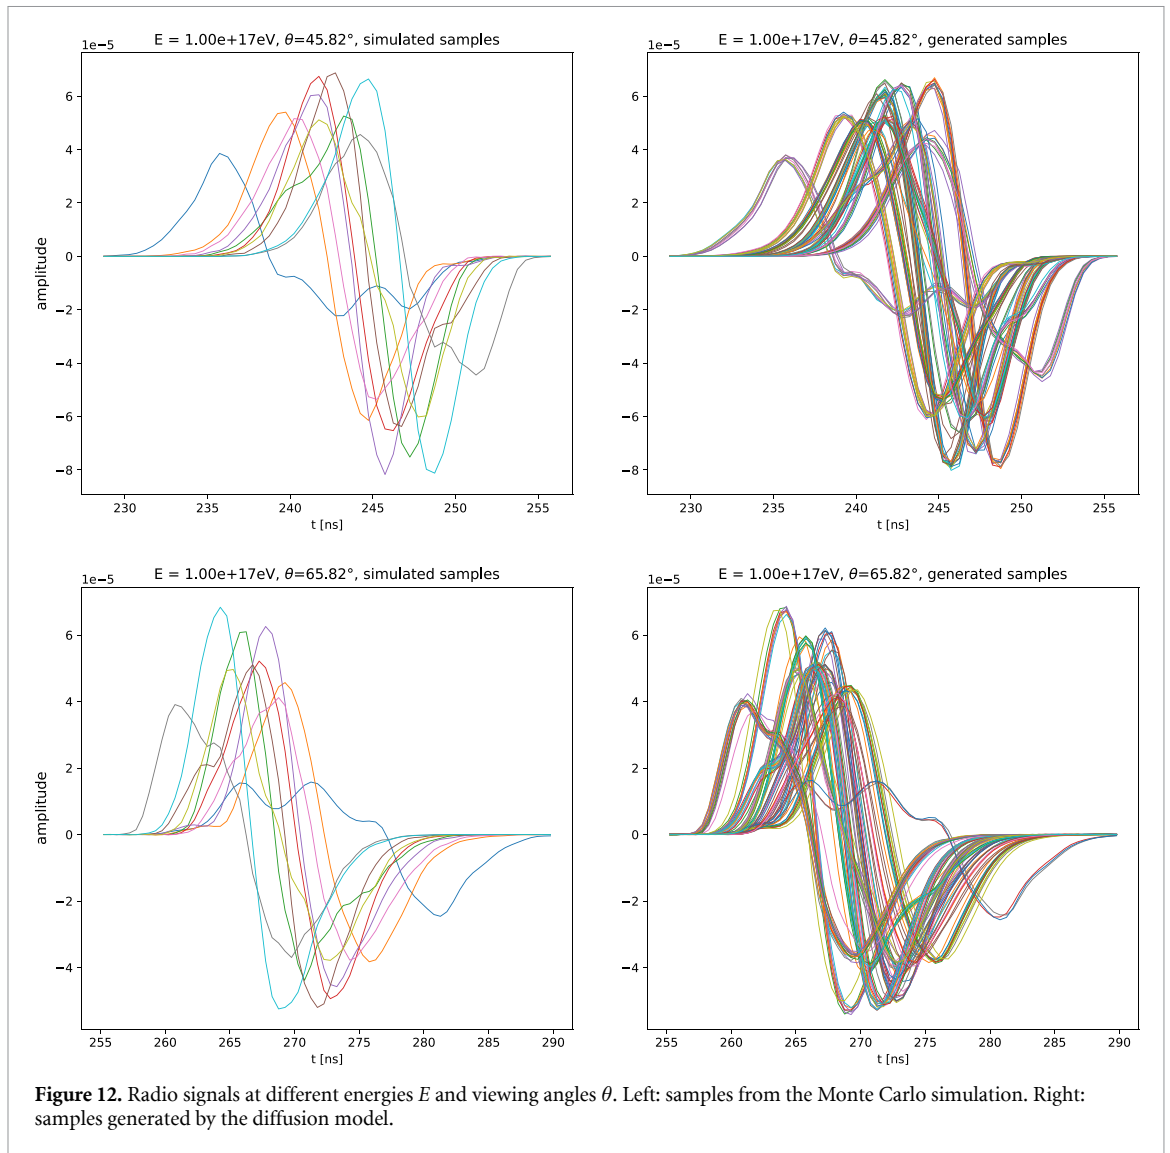 E = 1.00e+17eV, θ=45.82°, simulated samples
1e−5
6
4
2
0
−2
−4
−6
−8
amplitude
230 235 240 245 250 255
t [ns]
E = 1.00e+17eV, θ=45.82°, generated samples
1e−5
6
4
2
0
−2
−4
−6
−8
230 235 240 245 250 255
t [ns]
E = 1.00e+17eV, θ=65.82°, simulated samples
1e−5
6
4
2
0
−2
−4
amplitude
255 260 265 270 275 280 285 290
t [ns]
E = 1.00e+17eV, θ=65.82°, generated samples
1e−5
6
4
2
0
−2
−4
255 260 265 270 275 280 285 290
t [ns]
Figure 12. Radio signals at different energies E and viewing angles θ. Left: samples from the Monte Carlo simulation. Right:
samples generated by the diffusion model.